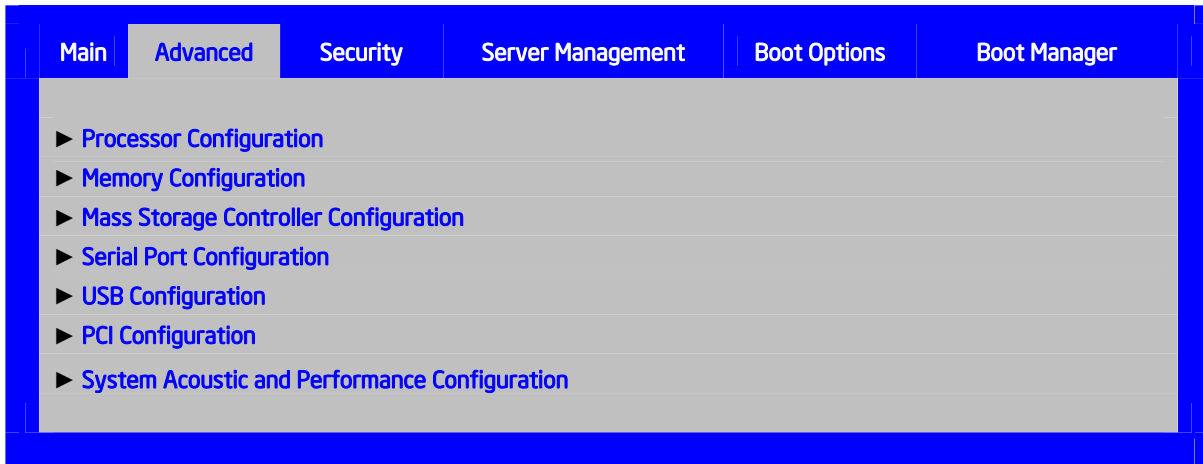 Main Advanced Security Server Management Boot Options Boot Manager
► Processor Configuration
► Memory Configuration
► Mass Storage Controller Configuration
► Serial Port Configuration
► USB Configuration
► PCI Configuration
► System Acoustic and Performance Configuration